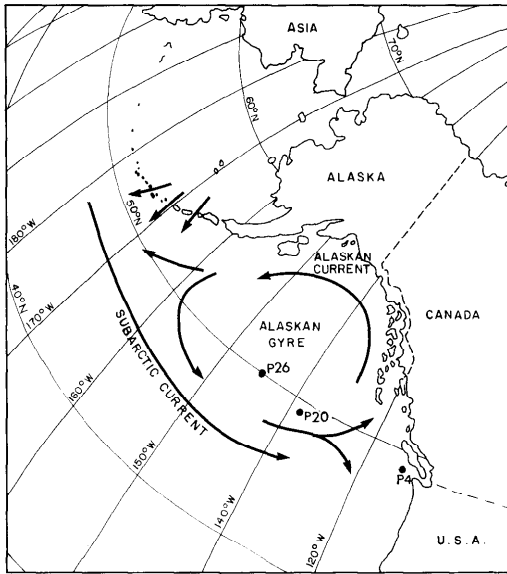 ASIA
70°N
60°N
ALASKA
50°N
180°W
ALASKAN
CURRENT
40°N
170°W
CANADA
ALASKAN
GYRE
SUBARCTIC CURRENT
P26
160°W
P20
150°W
P4
140°W
120°W
U.S.A.